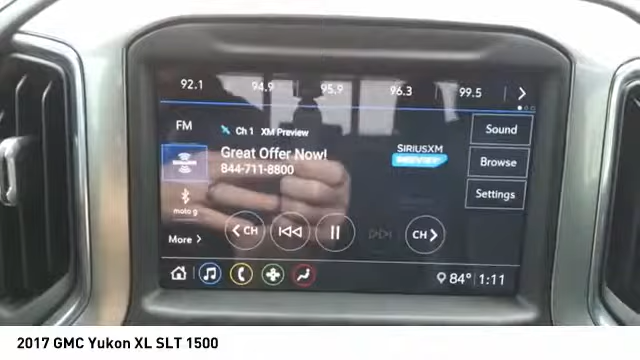 92.1 94.9 95.9 96.3 99.5
FM
Ch 1 XM Preview
Great Offer Now!
844-711-8800
SIRIUSXM
Sound
Browse
Settings
moto g
More
CH
CH
84° 1:11
2017 GMC Yukon XL SLT 1500